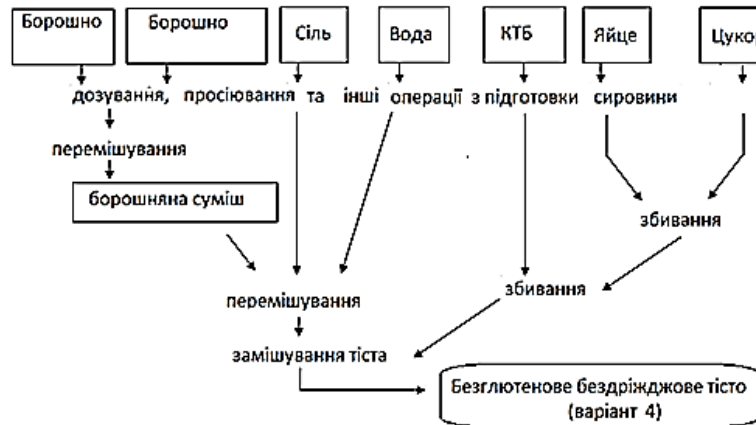 Борошно Борошно Сіль Вода КТБ Яйце Цукор
дозування, просіювання та інші операції з підготовки сировини
перемішування
борошняна суміш
збивання
перемішування
збивання
замішування тіста
Безглютенове бездріжджове тісто
(варіант 4)